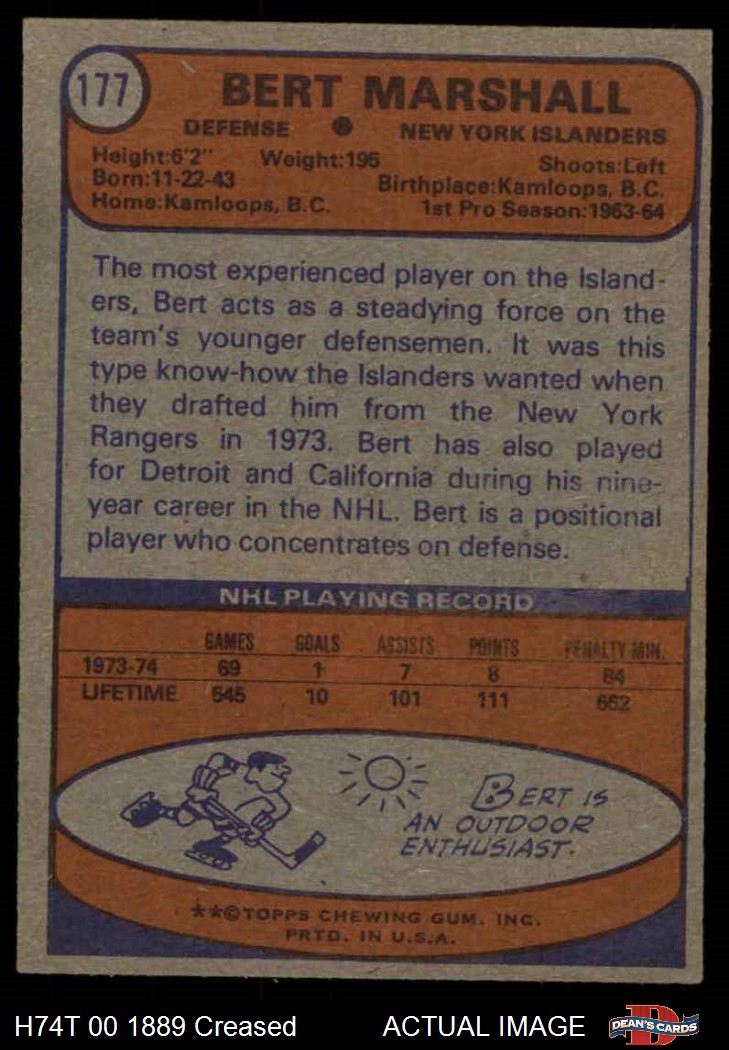 177
BERT MARSHALL
DEFENSE ● NEW YORK ISLANDERS
Height:6'2" Weight:195 Shoots:Left
Born:11-22-43 Birthplace:Kamloops, B.C.
Home:Kamloops, B.C. 1st Pro Season:1963-64
The most experienced player on the Island-
ers, Bert acts as a steadying force on the
team's younger defensemen. It was this
type know-how the Islanders wanted when
they drafted him from the New York
Rangers in 1973. Bert has also played
for Detroit and California during his nine-
year career in the NHL. Bert is a positional
player who concentrates on defense.
NHL PLAYING RECORD
GAMES GOALS ASSISTS POINTS PENALTY MIN.
1973-74 69 1 7 8 84
LIFETIME 545 10 101 111 662
BERT IS
AN OUTDOOR
ENTHUSIAST.
**©TOPPS CHEWING GUM, INC.
PRTD. IN U.S.A.
H74T 00 1889 Creased ACTUAL IMAGE
DEAN'S CARDS